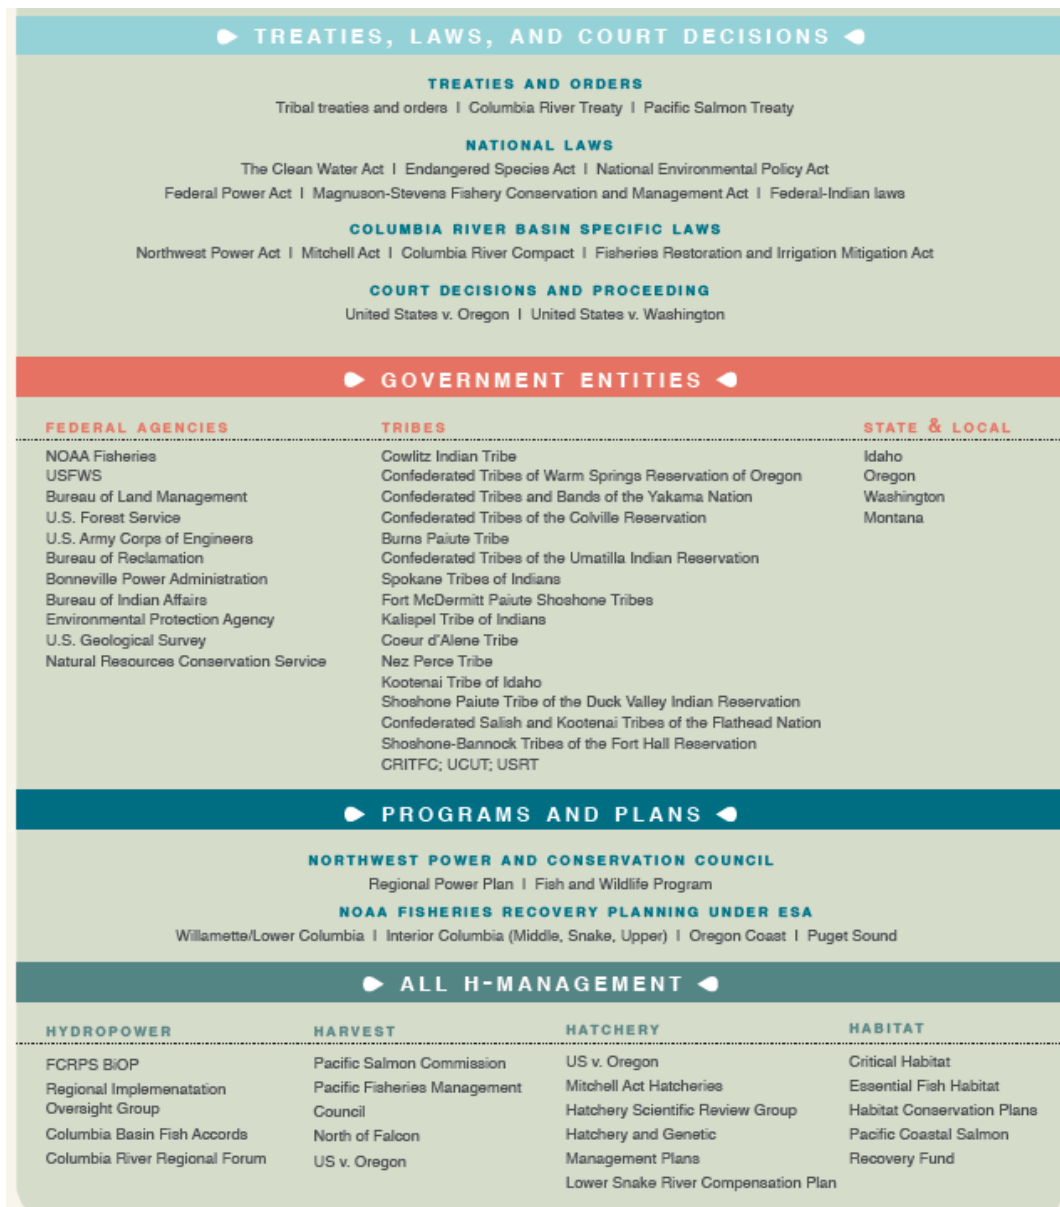 TREATIES, LAWS, AND COURT DECISIONS
TREATIES AND ORDERS
Tribal treaties and orders I Columbia River Treaty I Pacific Salmon Treaty
NATIONAL LAWS
The Clean Water Act I Endangered Species Act I National Environmental Policy Act
Federal Power Act I Magnuson-Stevens Fishery Conservation and Management Act I Federal-Indian laws
COLUMBIA RIVER BASIN SPECIFIC LAWS
Northwest Power Act I Mitchell Act I Columbia River Compact I Fisheries Restoration and Irrigation Mitigation Act
COURT DECISIONS AND PROCEEDING
United States v. Oregon I United States v. Washington
GOVERNMENT ENTITIES
FEDERAL AGENCIES
NOAA Fisheries
USFWS
Bureau of Land Management
U.S. Forest Service
U.S. Army Corps of Engineers
Bureau of Reclamation
Bonneville Power Administration
Bureau of Indian Affairs
Environmental Protection Agency
U.S. Geological Survey
Natural Resources Conservation Service
TRIBES
Cowlitz Indian Tribe
Confederated Tribes of Warm Springs Reservation of Oregon
Confederated Tribes and Bands of the Yakama Nation
Confederated Tribes of the Colville Reservation
Burns Paiute Tribe
Confederated Tribes of the Umatilla Indian Reservation
Spokane Tribes of Indians
Fort McDermitt Paiute Shoshone Tribes
Kalispel Tribe of Indians
Coeur d'Alene Tribe
Nez Perce Tribe
Kootenai Tribe of Idaho
Shoshone Paiute Tribe of the Duck Valley Indian Reservation
Confederated Salish and Kootenai Tribes of the Flathead Nation
Shoshone-Bannock Tribes of the Fort Hall Reservation
CRITFC; UCUT; USRT
STATE & LOCAL
Idaho
Oregon
Washington
Montana
PROGRAMS AND PLANS
NORTHWEST POWER AND CONSERVATION COUNCIL
Regional Power Plan I Fish and Wildlife Program
NOAA FISHERIES RECOVERY PLANNING UNDER ESA
Willamette/Lower Columbia I Interior Columbia (Middle, Snake, Upper) I Oregon Coast I Puget Sound
ALL H-MANAGEMENT
HYDROPOWER
FCRPS BiOP
Regional Implemenatation
Oversight Group
Columbia Basin Fish Accords
Columbia River Regional Forum
HARVEST
Pacific Salmon Commission
Pacific Fisheries Management
Council
North of Falcon
US v. Oregon
HATCHERY
US v. Oregon
Mitchell Act Hatcheries
Hatchery Scientific Review Group
Hatchery and Genetic
Management Plans
Lower Snake River Compensation Plan
HABITAT
Critical Habitat
Essential Fish Habitat
Habitat Conservation Plans
Pacific Coastal Salmon
Recovery Fund